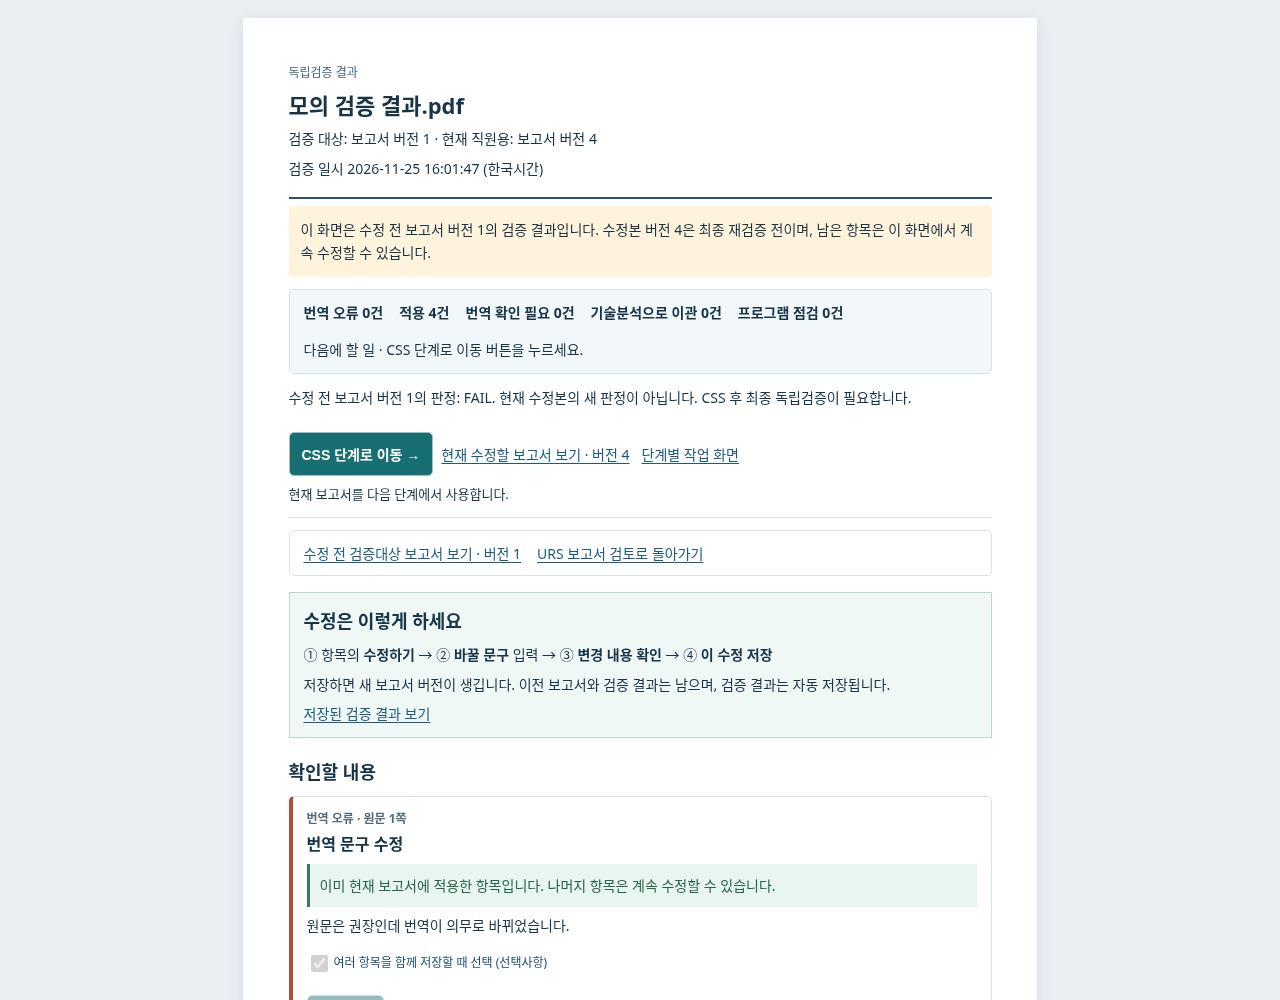 독립검증 결과
모의 검증 결과.pdf
검증 대상: 보고서 버전 1 · 현재 직원용: 보고서 버전 4
검증 일시 2026-11-25 16:01:47 (한국시간)
이 화면은 수정 전 보고서 버전 1의 검증 결과입니다. 수정본 버전 4은 최종 재검증 전이며, 남은 항목은 이 화면에서 계
속 수정할 수 있습니다.
번역 오류 0건 적용 4건 번역 확인 필요 0건 기술분석으로 이관 0건 프로그램 점검 0건
다음에 할 일 · CSS 단계로 이동 버튼을 누르세요.
수정 전 보고서 버전 1의 판정: FAIL. 현재 수정본의 새 판정이 아닙니다. CSS 후 최종 독립검증이 필요합니다.
CSS 단계로 이동 → 현재 수정할 보고서 보기 · 버전 4 단계별 작업 화면
현재 보고서를 다음 단계에서 사용합니다.
수정 전 검증대상 보고서 보기 · 버전 1 URS 보고서 검토로 돌아가기
수정은 이렇게 하세요
① 항목의 수정하기 → ② 바꿀 문구 입력 → ③ 변경 내용 확인 → ④ 이 수정 저장
저장하면 새 보고서 버전이 생깁니다. 이전 보고서와 검증 결과는 남으며, 검증 결과는 자동 저장됩니다.
저장된 검증 결과 보기
확인할 내용
번역 오류 · 원문 1쪽
번역 문구 수정
이미 현재 보고서에 적용한 항목입니다. 나머지 항목은 계속 수정할 수 있습니다.
원문은 권장인데 번역이 의무로 바뀌었습니다.
여러 항목을 함께 저장할 때 선택 (선택사항)